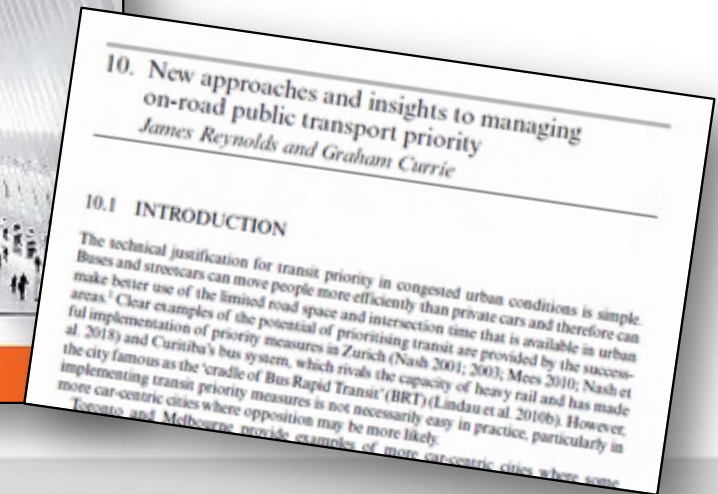 10. New approaches and insights to managing
on-road public transport priority
James Reynolds and Graham Currie
10.1 INTRODUCTION
The technical justification for transit priority in congested urban conditions is simple.
Buses and streetcars can move people more efficiently than private cars and therefore can
make better use of the limited road space and intersection time that is available in urban
areas.¹ Clear examples of the potential of prioritising transit are provided by the success-
ful implementation of priority measures in Zurich (Nash 2001; 2003; Mees 2010; Nash et
al. 2018) and Curitiba's bus system, which rivals the capacity of heavy rail and has made
the city famous as the 'cradle of Bus Rapid Transit' (BRT) (Lindau et al. 2010b). However,
implementing transit priority measures is not necessarily easy in practice, particularly in
more car-centric cities where opposition may be more likely.
Toronto and Melbourne provide examples of more car-centric cities where some